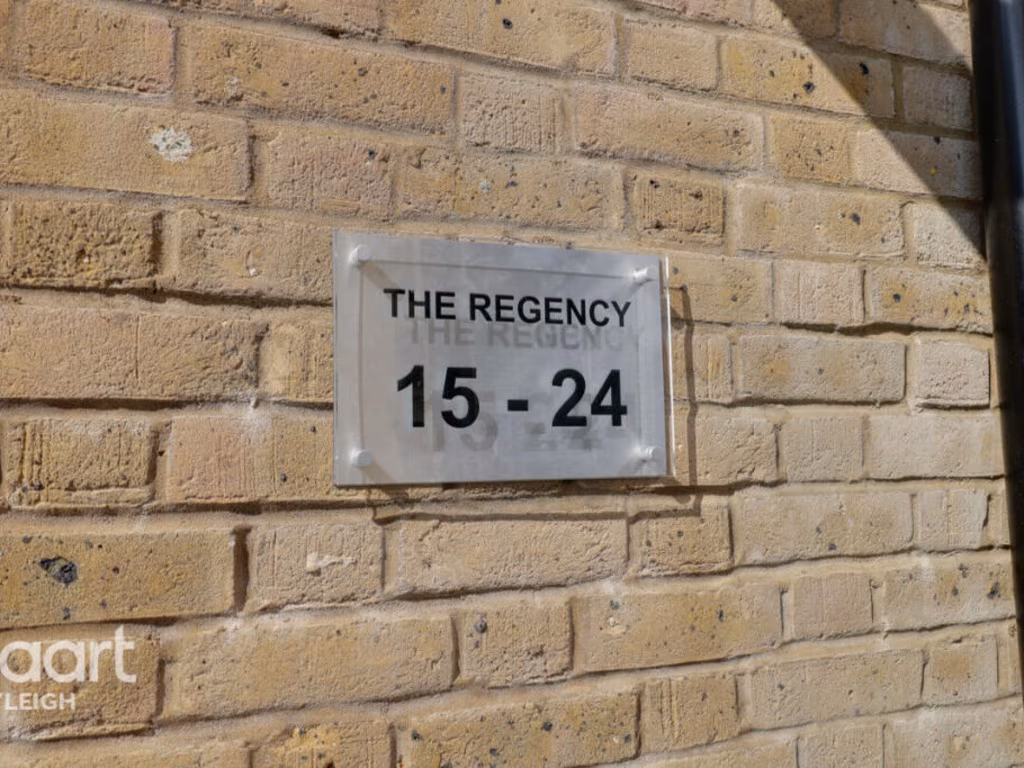 THE REGENCY
15 - 24
aart
LEIGH